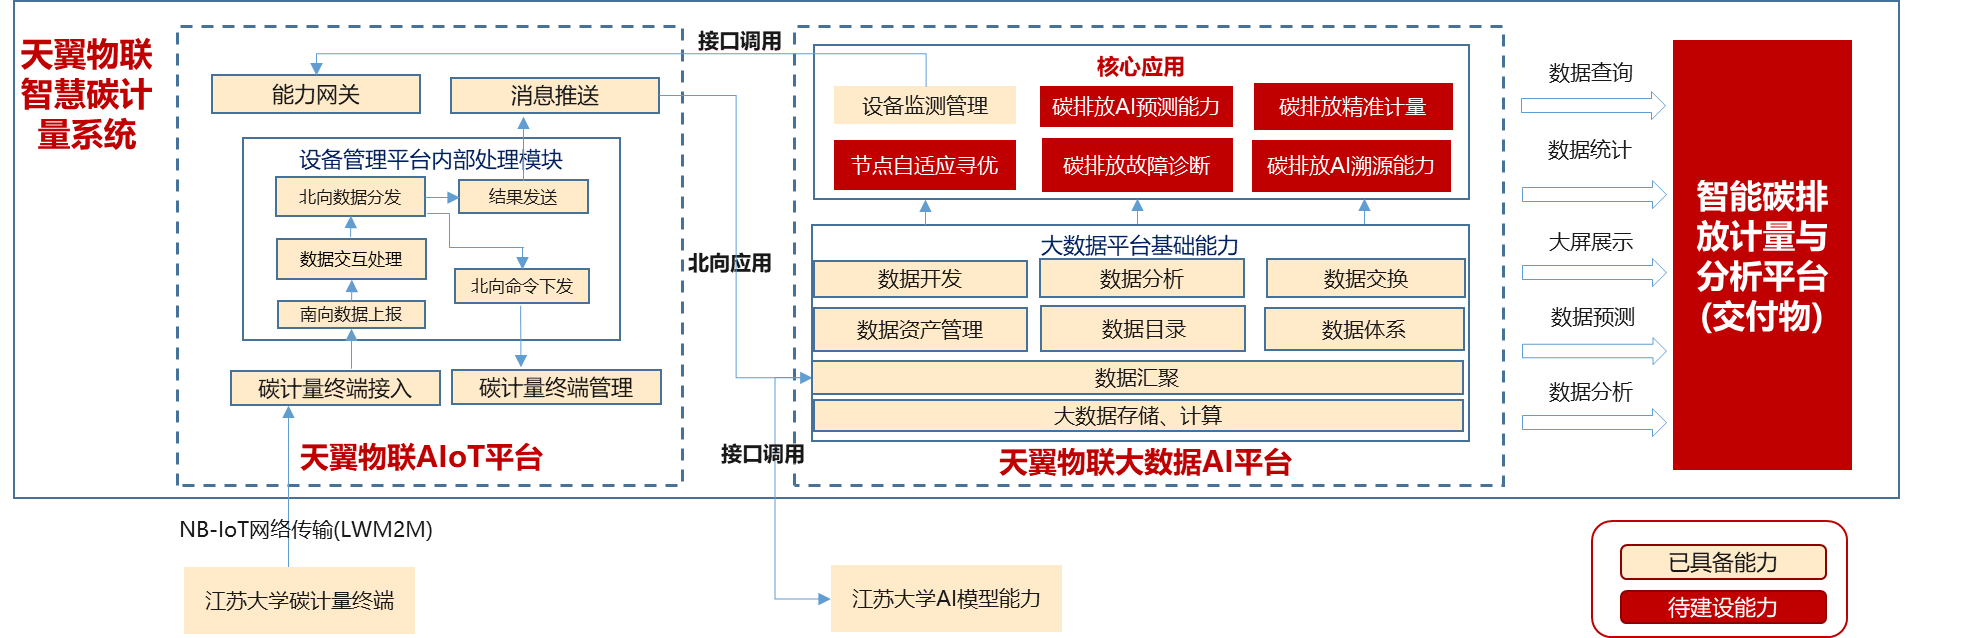 天翼物联
智慧碳计
量系统
接口调用
能力网关
消息推送
设备管理平台内部处理模块
北向数据分发
结果发送
数据交互处理
北向命令下发
南向数据上报
碳计量终端接入
碳计量终端管理
天翼物联AIoT平台
北向应用
接口调用
核心应用
设备监测管理
碳排放AI预测能力
碳排放精准计量
节点自适应寻优
碳排放故障诊断
碳排放AI溯源能力
大数据平台基础能力
数据开发
数据分析
数据交换
数据资产管理
数据目录
数据体系
数据汇聚
大数据存储、计算
天翼物联大数据AI平台
数据查询
数据统计
大屏展示
数据预测
数据分析
智能碳排
放计量与
分析平台
(交付物)
NB-IoT网络传输(LWM2M)
江苏大学碳计量终端
江苏大学AI模型能力
已具备能力
待建设能力